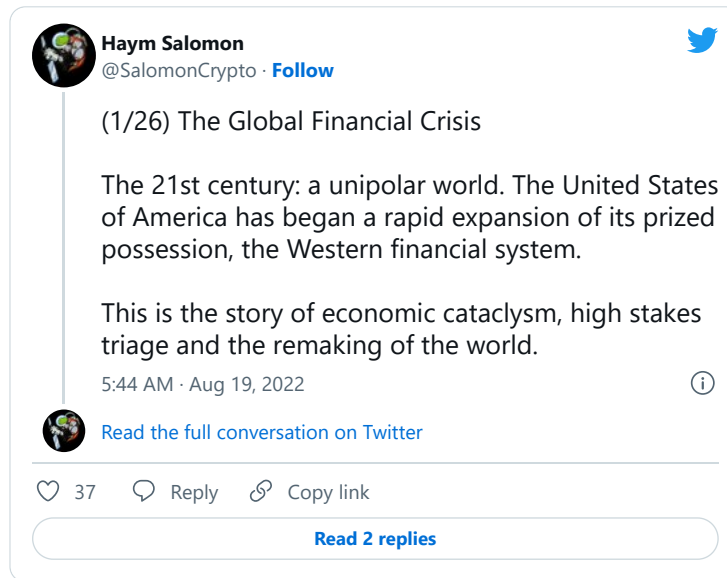 Haym Salomon
@SalomonCrypto · Follow
(1/26) The Global Financial Crisis
The 21st century: a unipolar world. The United States
of America has began a rapid expansion of its prized
possession, the Western financial system.
This is the story of economic cataclysm, high stakes
triage and the remaking of the world.
5:44 AM · Aug 19, 2022
Read the full conversation on Twitter
37 Reply Copy link
Read 2 replies